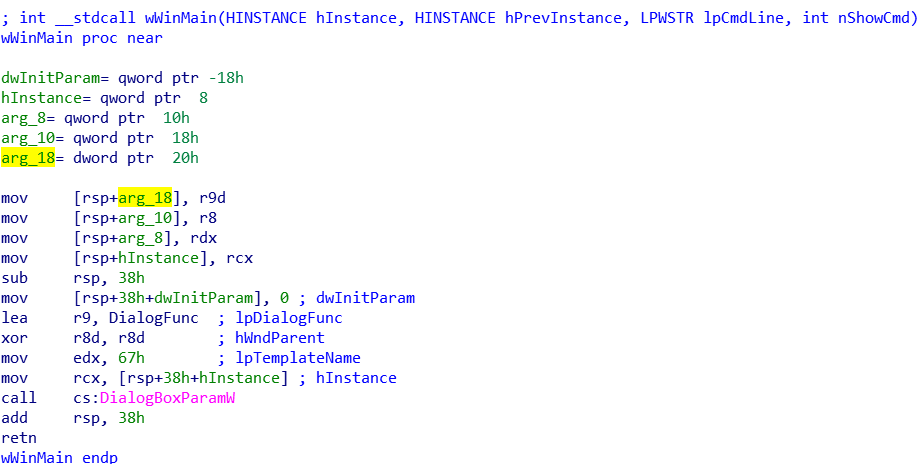 ; int __stdcall wWinMain(HINSTANCE hInstance, HINSTANCE hPrevInstance, LPWSTR lpCmdLine, int nShowCmd)
wWinMain proc near

dwInitParam= qword ptr -18h
hInstance= qword ptr  8
arg_8= qword ptr  10h
arg_10= qword ptr  18h
arg_18= dword ptr  20h

mov     [rsp+arg_18], r9d
mov     [rsp+arg_10], r8
mov     [rsp+arg_8], rdx
mov     [rsp+hInstance], rcx
sub     rsp, 38h
mov     [rsp+38h+dwInitParam], 0 ; dwInitParam
lea     r9, DialogFunc  ; lpDialogFunc
xor     r8d, r8d        ; hWndParent
mov     edx, 67h        ; lpTemplateName
mov     rcx, [rsp+38h+hInstance] ; hInstance
call    cs:DialogBoxParamW
add     rsp, 38h
retn
wWinMain endp